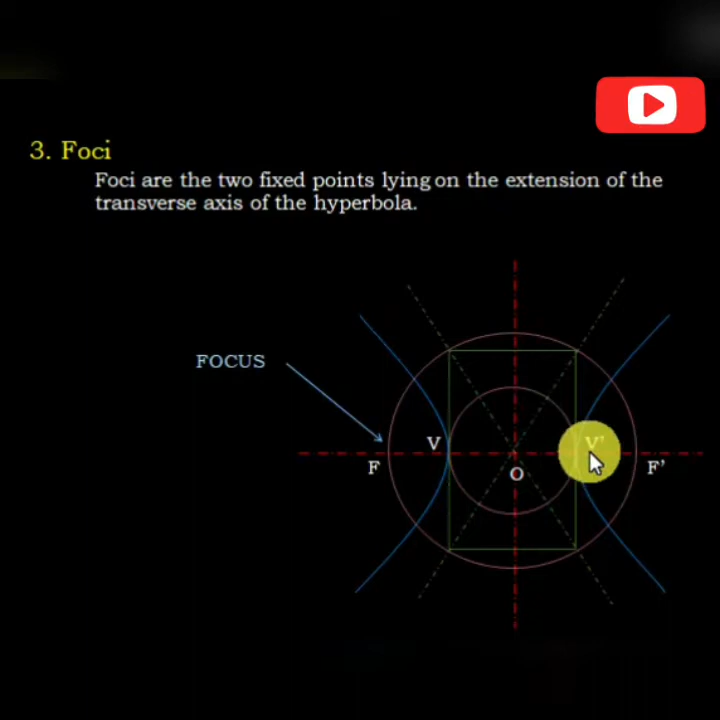 3. Foci
Foci are the two fixed points lying on the extension of the
transverse axis of the hyperbola.
FOCUS
V
V'
F
O
F'